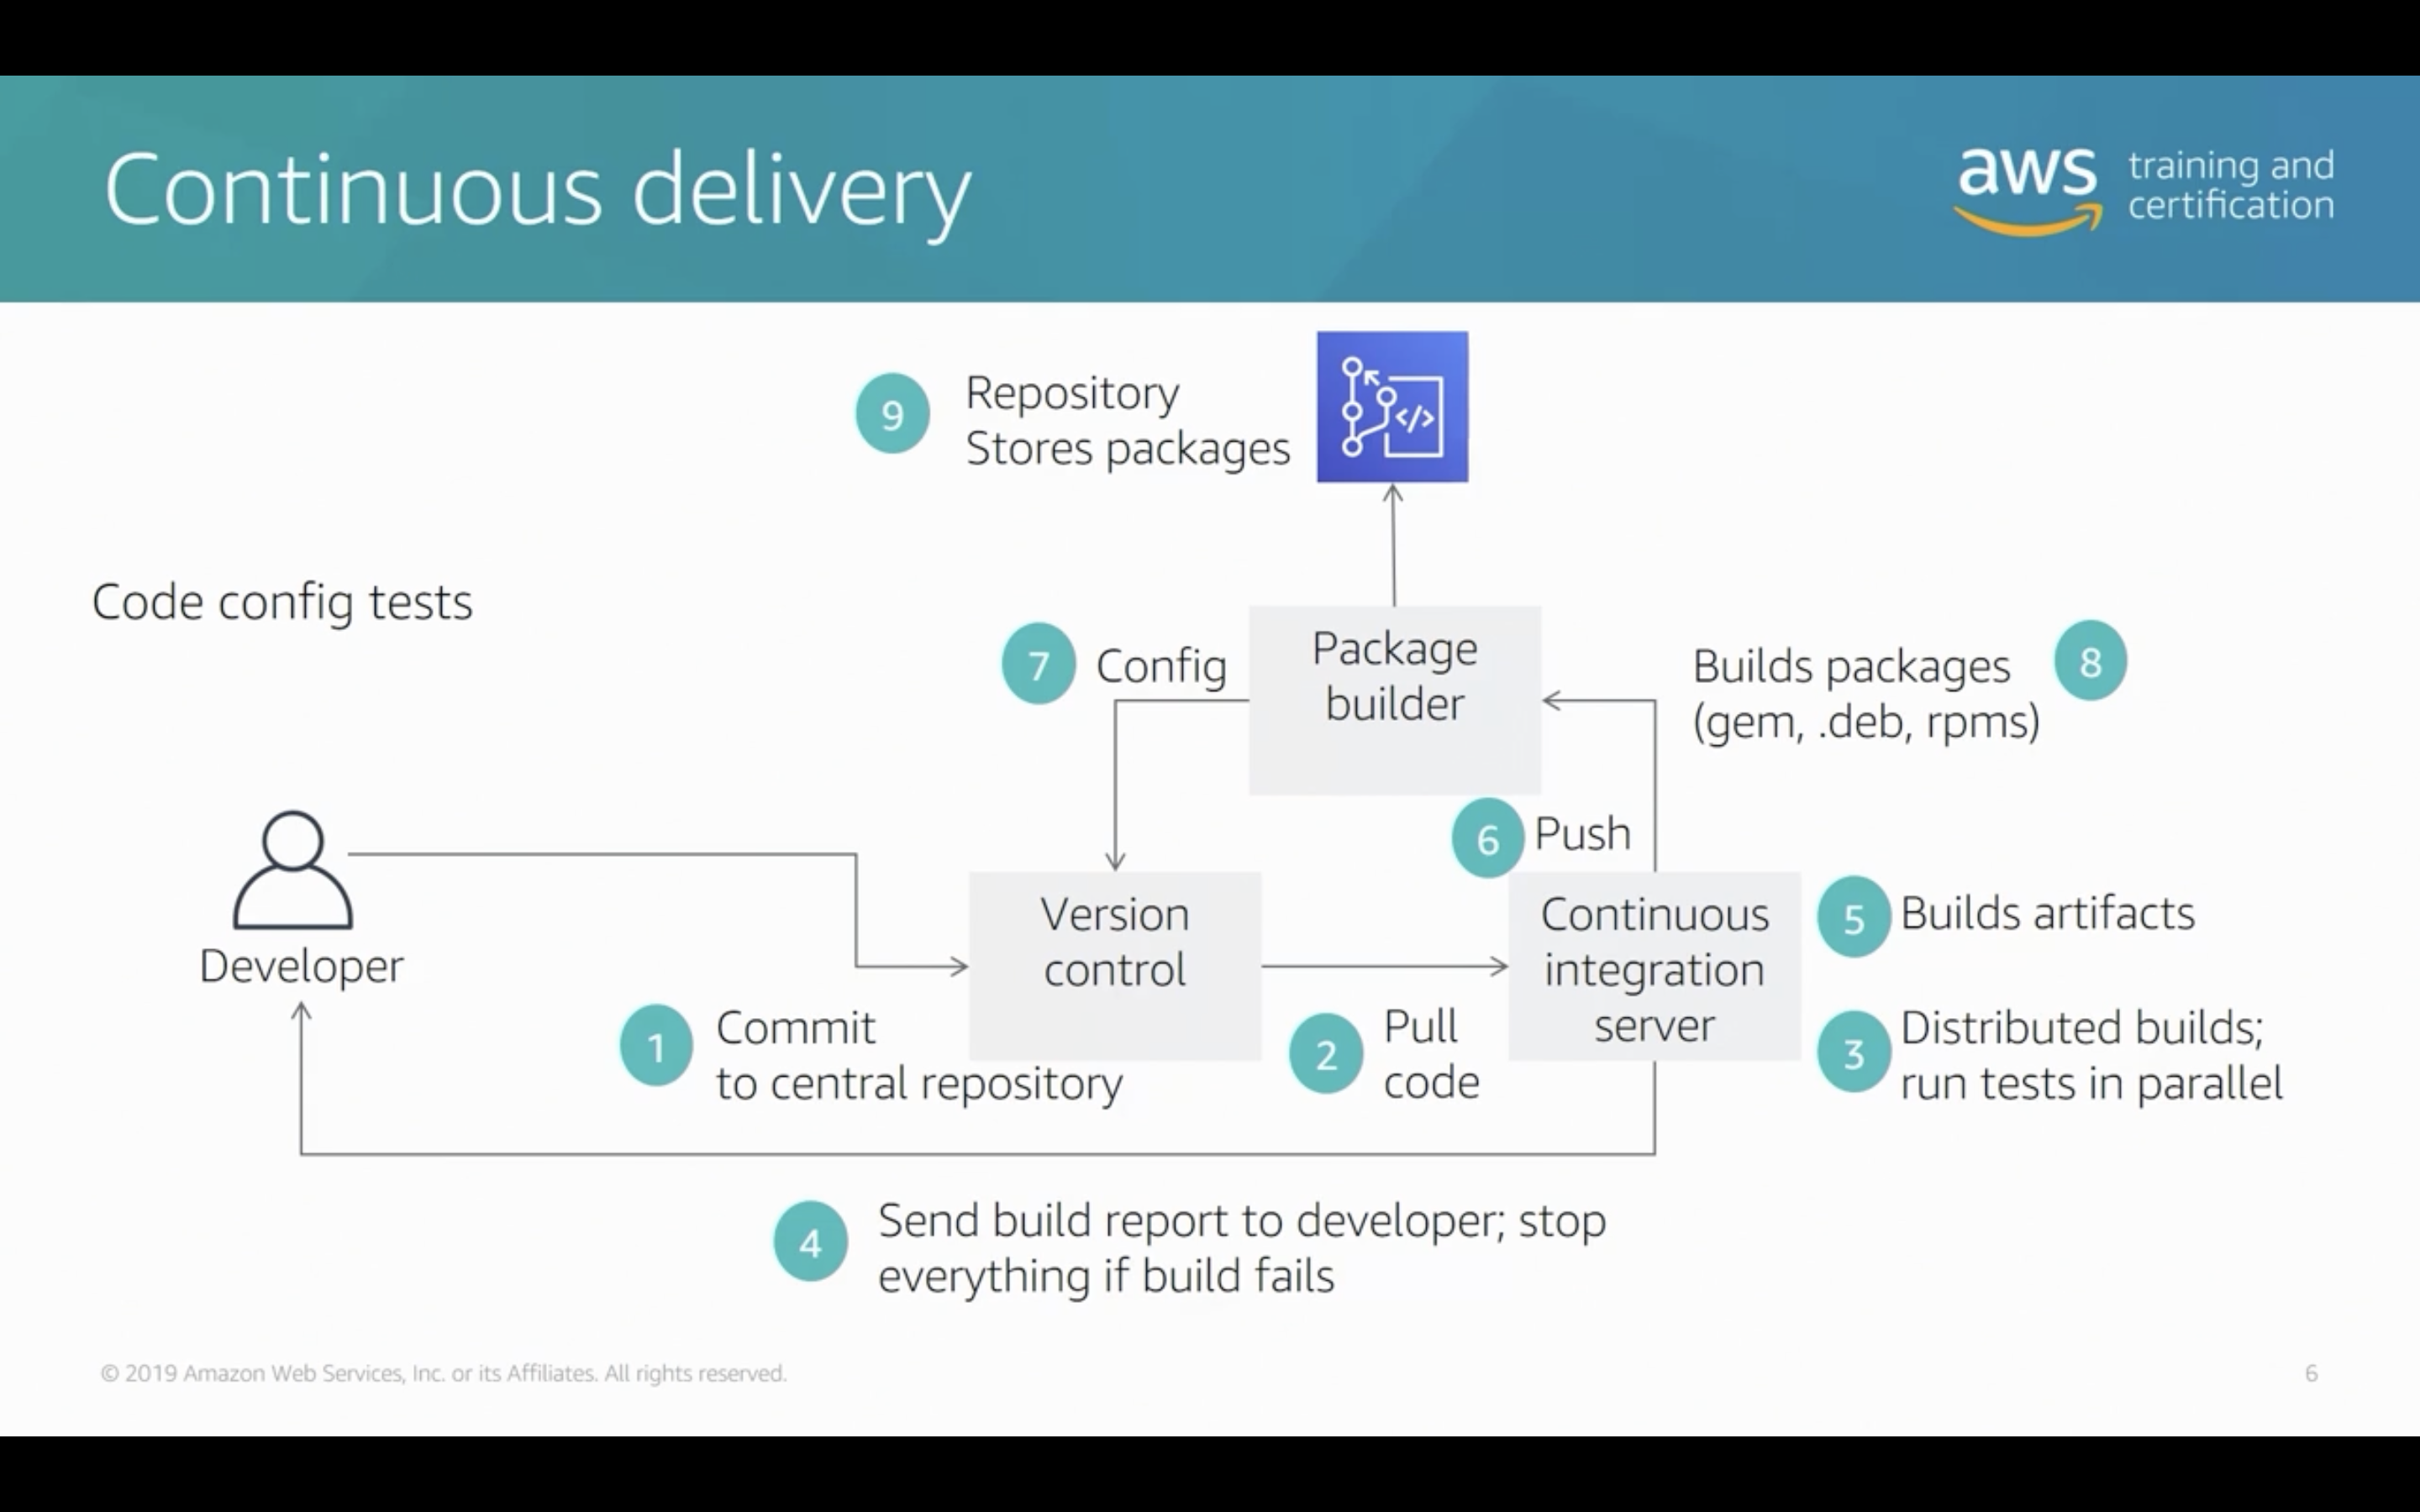 Continuous delivery
aws training and
certification
9
Repository
Stores packages
</>
Code config tests
7
Config
Package
builder
Builds packages
(gem, .deb, rpms)
8
6
Push
Developer
Version
control
Continuous
integration
server
5
Builds artifacts
1
Commit
to central repository
2
Pull
code
3
Distributed builds;
run tests in parallel
4
Send build report to developer; stop
everything if build fails
© 2019 Amazon Web Services, Inc. or its Affiliates. All rights reserved.
6